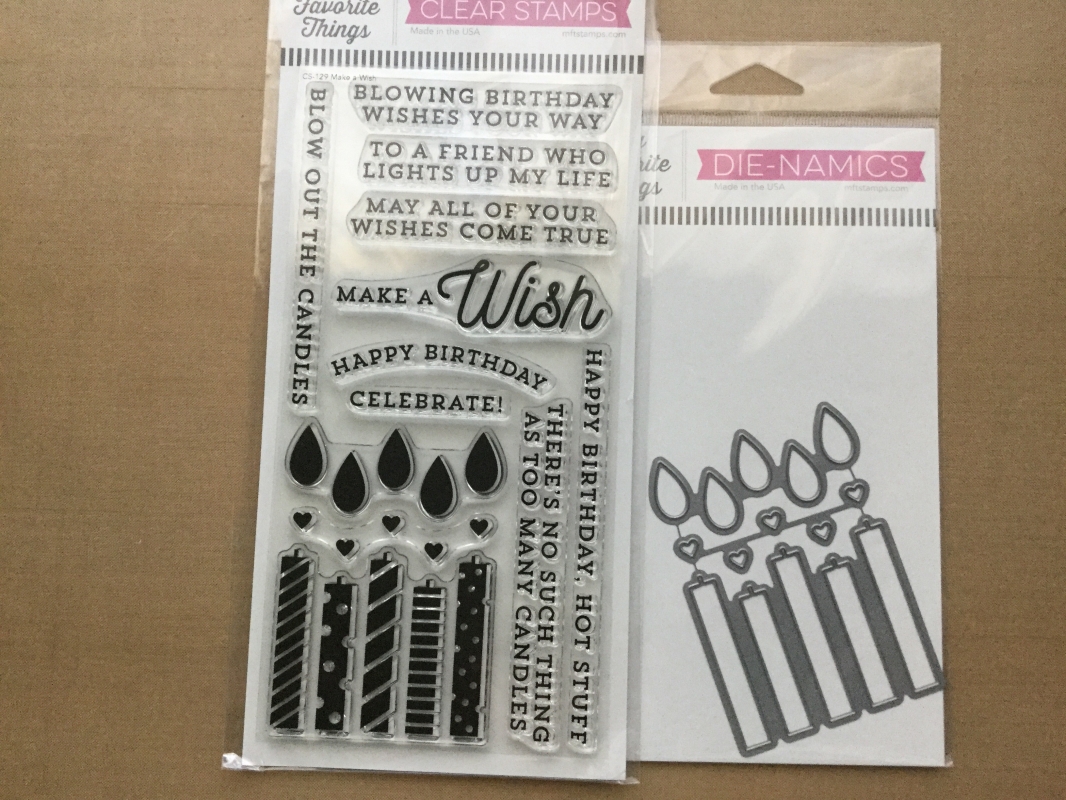 Favorite
Things
CLEAR STAMPS
Made in the USA
mftstamps.com
CS-129 Make a Wish
BLOW OUT THE CANDLES
BLOWING BIRTHDAY
WISHES YOUR WAY
TO A FRIEND WHO
LIGHTS UP MY LIFE
MAY ALL OF YOUR
WISHES COME TRUE
MAKE A Wish
HAPPY BIRTHDAY
CELEBRATE!
THERE'S NO SUCH THING
AS TOO MANY CANDLES
HAPPY BIRTHDAY, HOT STUFF
DIE-NAMICS
Made in the USA
mftstamps.com